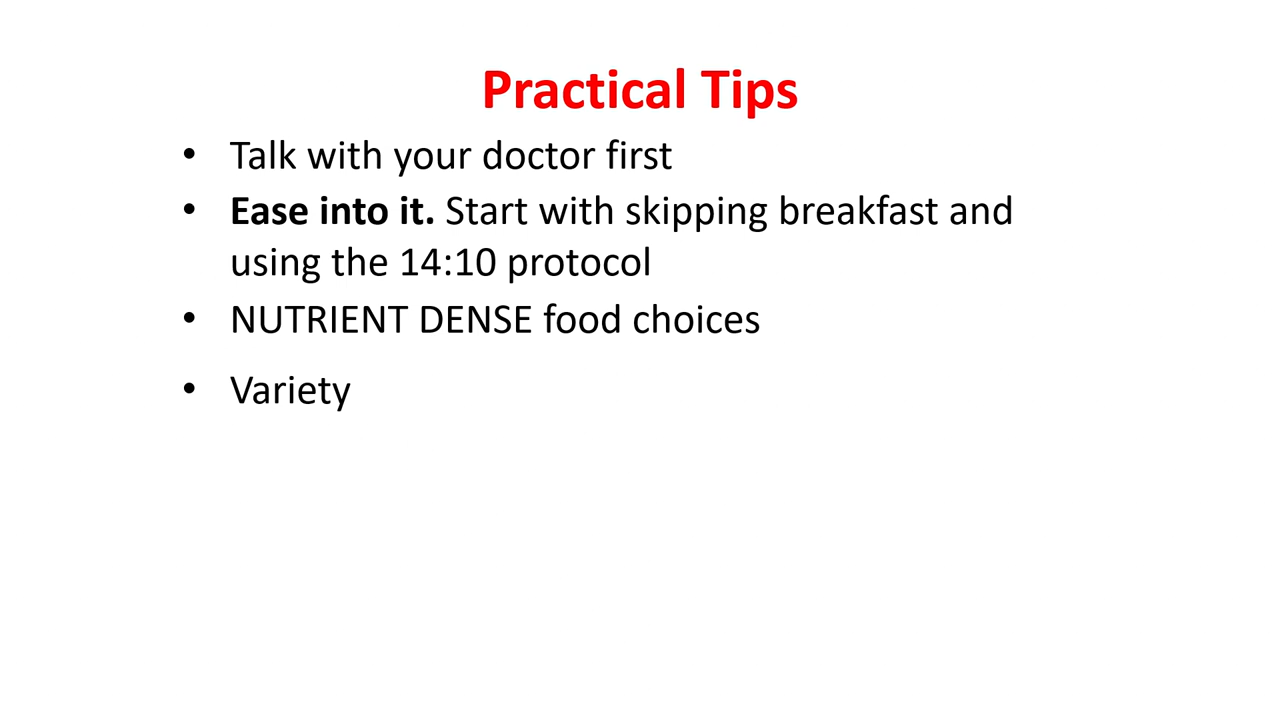 Practical Tips
• Talk with your doctor first
• Ease into it. Start with skipping breakfast and
using the 14:10 protocol
• NUTRIENT DENSE food choices
• Variety